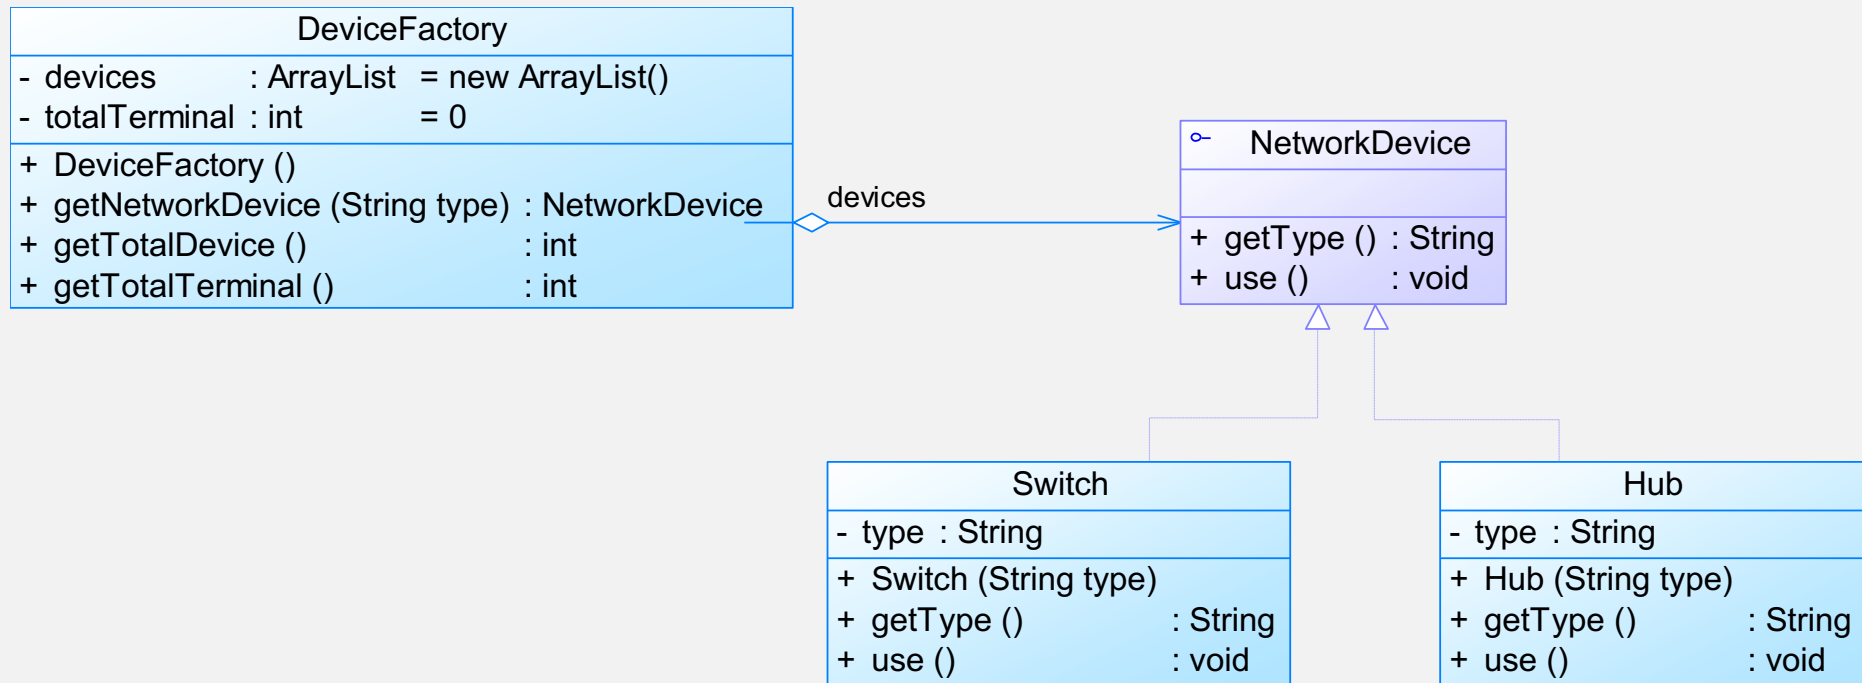 DeviceFactory
- devices : ArrayList = new ArrayList()
- totalTerminal : int = 0
+ DeviceFactory ()
+ getNetworkDevice (String type) : NetworkDevice
+ getTotalDevice () : int
+ getTotalTerminal () : int
devices
NetworkDevice
+ getType () : String
+ use () : void
Switch
- type : String
+ Switch (String type)
+ getType () : String
+ use () : void
Hub
- type : String
+ Hub (String type)
+ getType () : String
+ use () : void